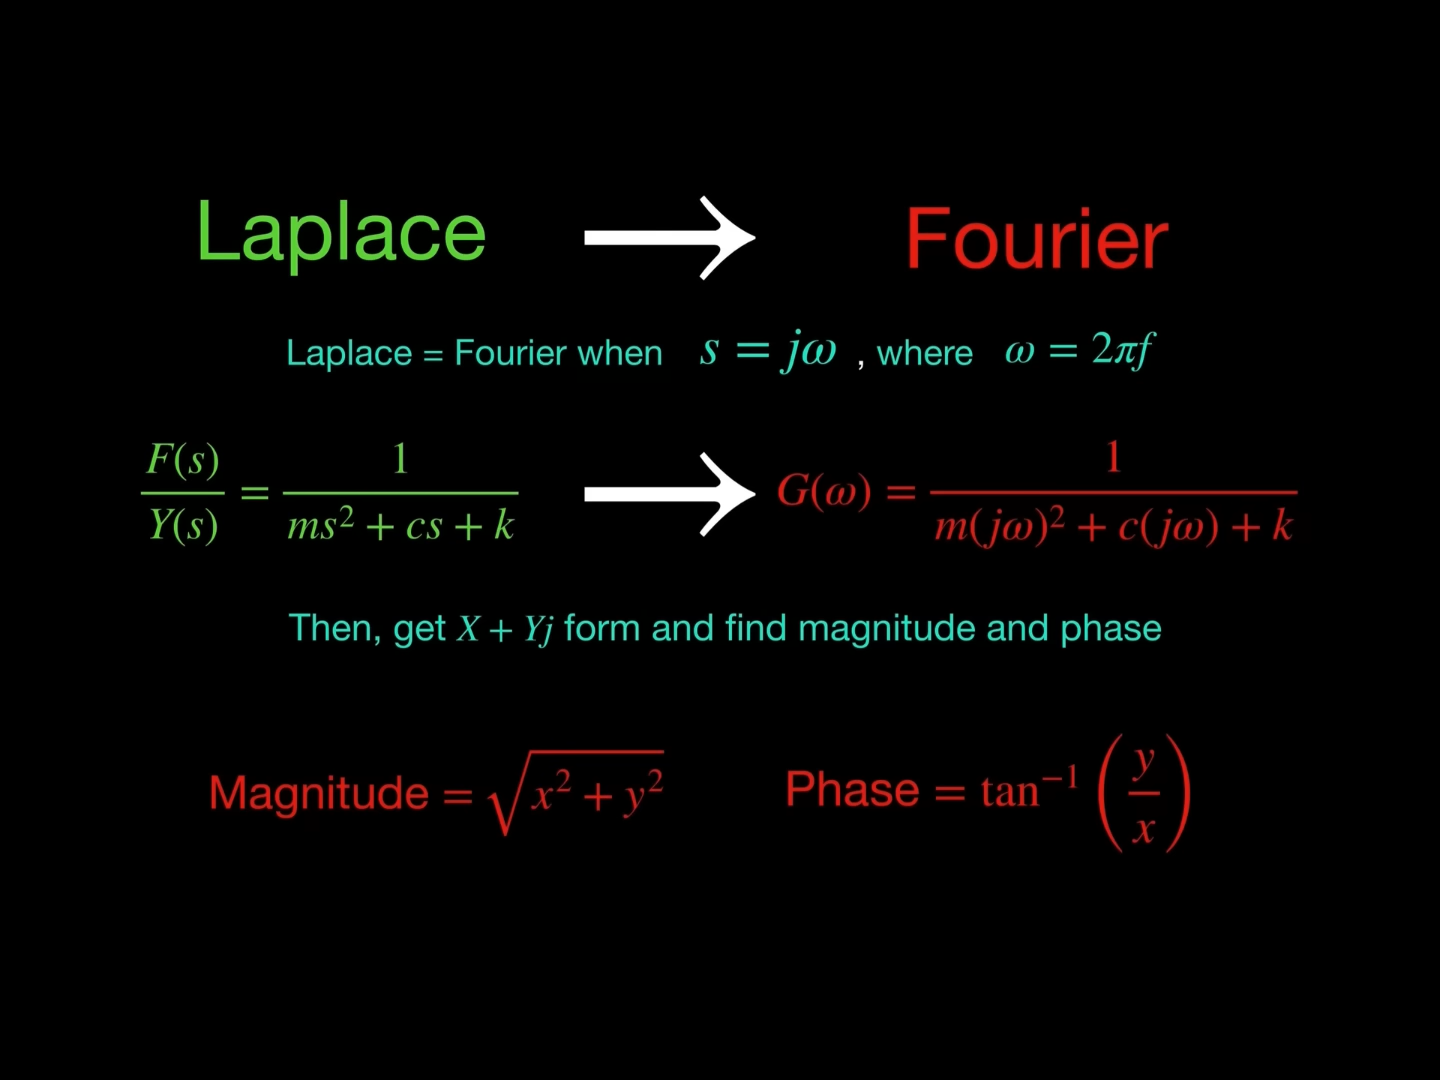 Laplace → Fourier
Laplace = Fourier when s = jω , where ω = 2πf
F(s)/Y(s) = 1/(ms² + cs + k) → G(ω) = 1/(m(jω)² + c(jω) + k)
Then, get X + Yj form and find magnitude and phase
Magnitude = √(x² + y²) Phase = tan⁻¹(y/x)